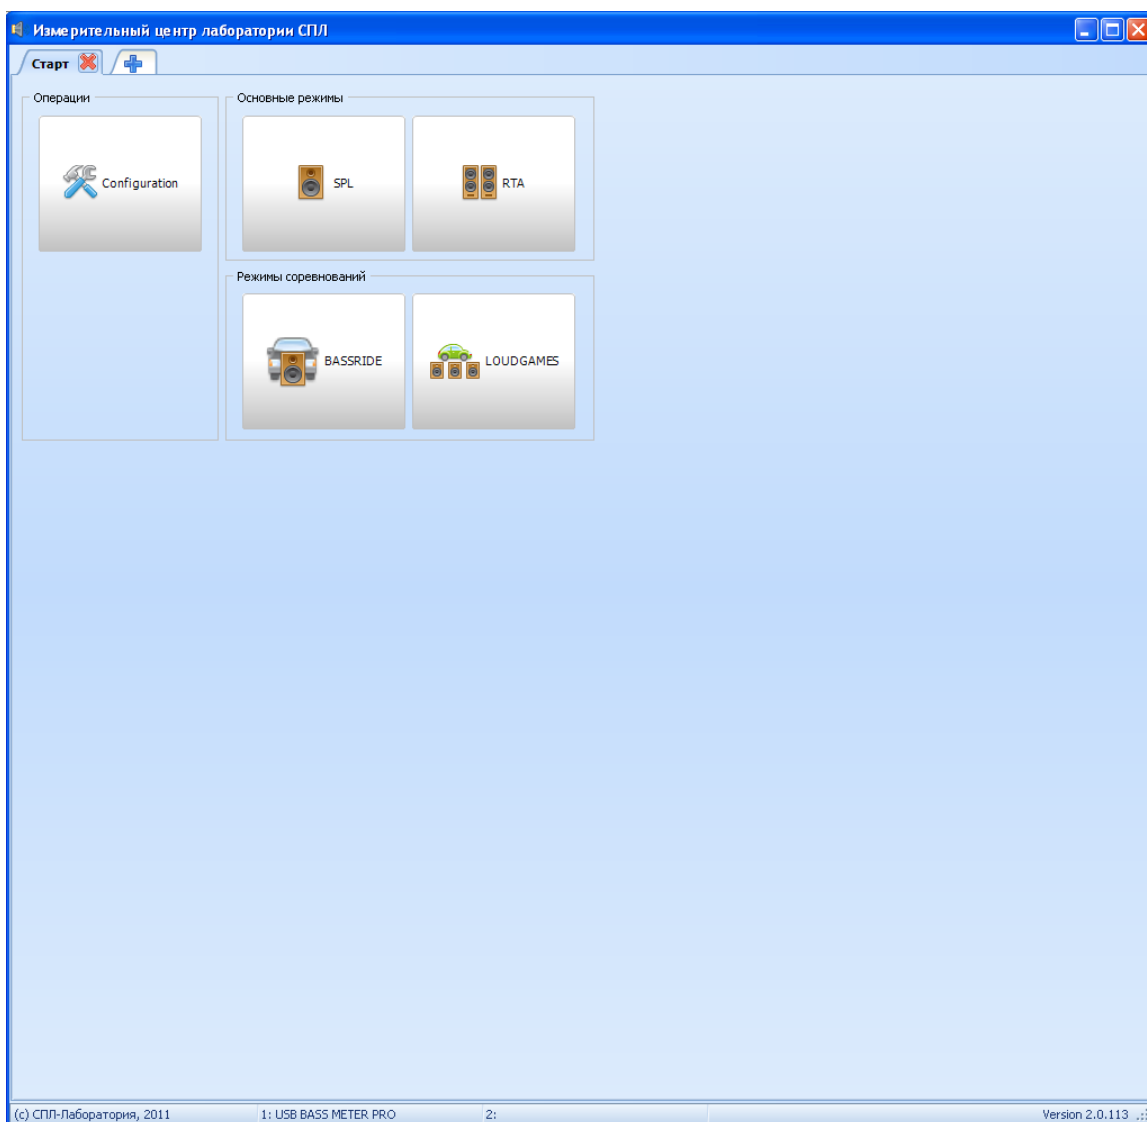 Измерительный центр лаборатории СПЛ
Старт
Операции
Configuration
Основные режимы
SPL
RTA
Режимы соревнований
BASSRIDE
LOUDGAMES
(c) СПЛ-Лаборатория, 2011
1: USB BASS METER PRO
2:
Version 2.0.113